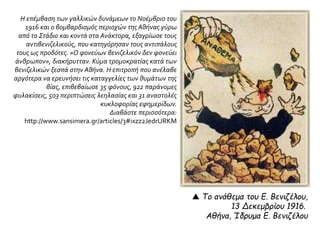 Η επέμβαση των γαλλικών δυνάμεων το Νοέμβριο του
1916 και ο βομβαρδισμός περιοχών της Αθήνας γύρω
από το Στάδιο και κοντά στα Ανάκτορα, εξαγρίωσε τους
αντιβενιζελικούς, που κατηγόρησαν τους αντιπάλους
τους ως προδότες. «Ο φονεύων βενιζελικόν δεν φονεύει
άνθρωπον», διακήρυτταν. Κύμα τρομοκρατίας κατά των
βενιζελικών ξεσπά στην Αθήνα. Η επιτροπή που ανέλαβε
αργότερα να ερευνήσει τις καταγγελίες των θυμάτων της
βίας, επιβεβαίωσε 35 φόνους, 922 παράνομες
φυλακίσεις, 503 περιπτώσεις λεηλασίας και 31 αναστολές
κυκλοφορίας εφημερίδων.
Διαβάστε περισσότερα:
http://www.sansimera.gr/articles/3#ixzz2JedrURKM
ΑΝΑΘΕΜΑ
▲ Το ανάθεμα του Ε. Βενιζέλου,
13 Δεκεμβρίου 1916.
Αθήνα, Ίδρυμα Ε. Βενιζέλου